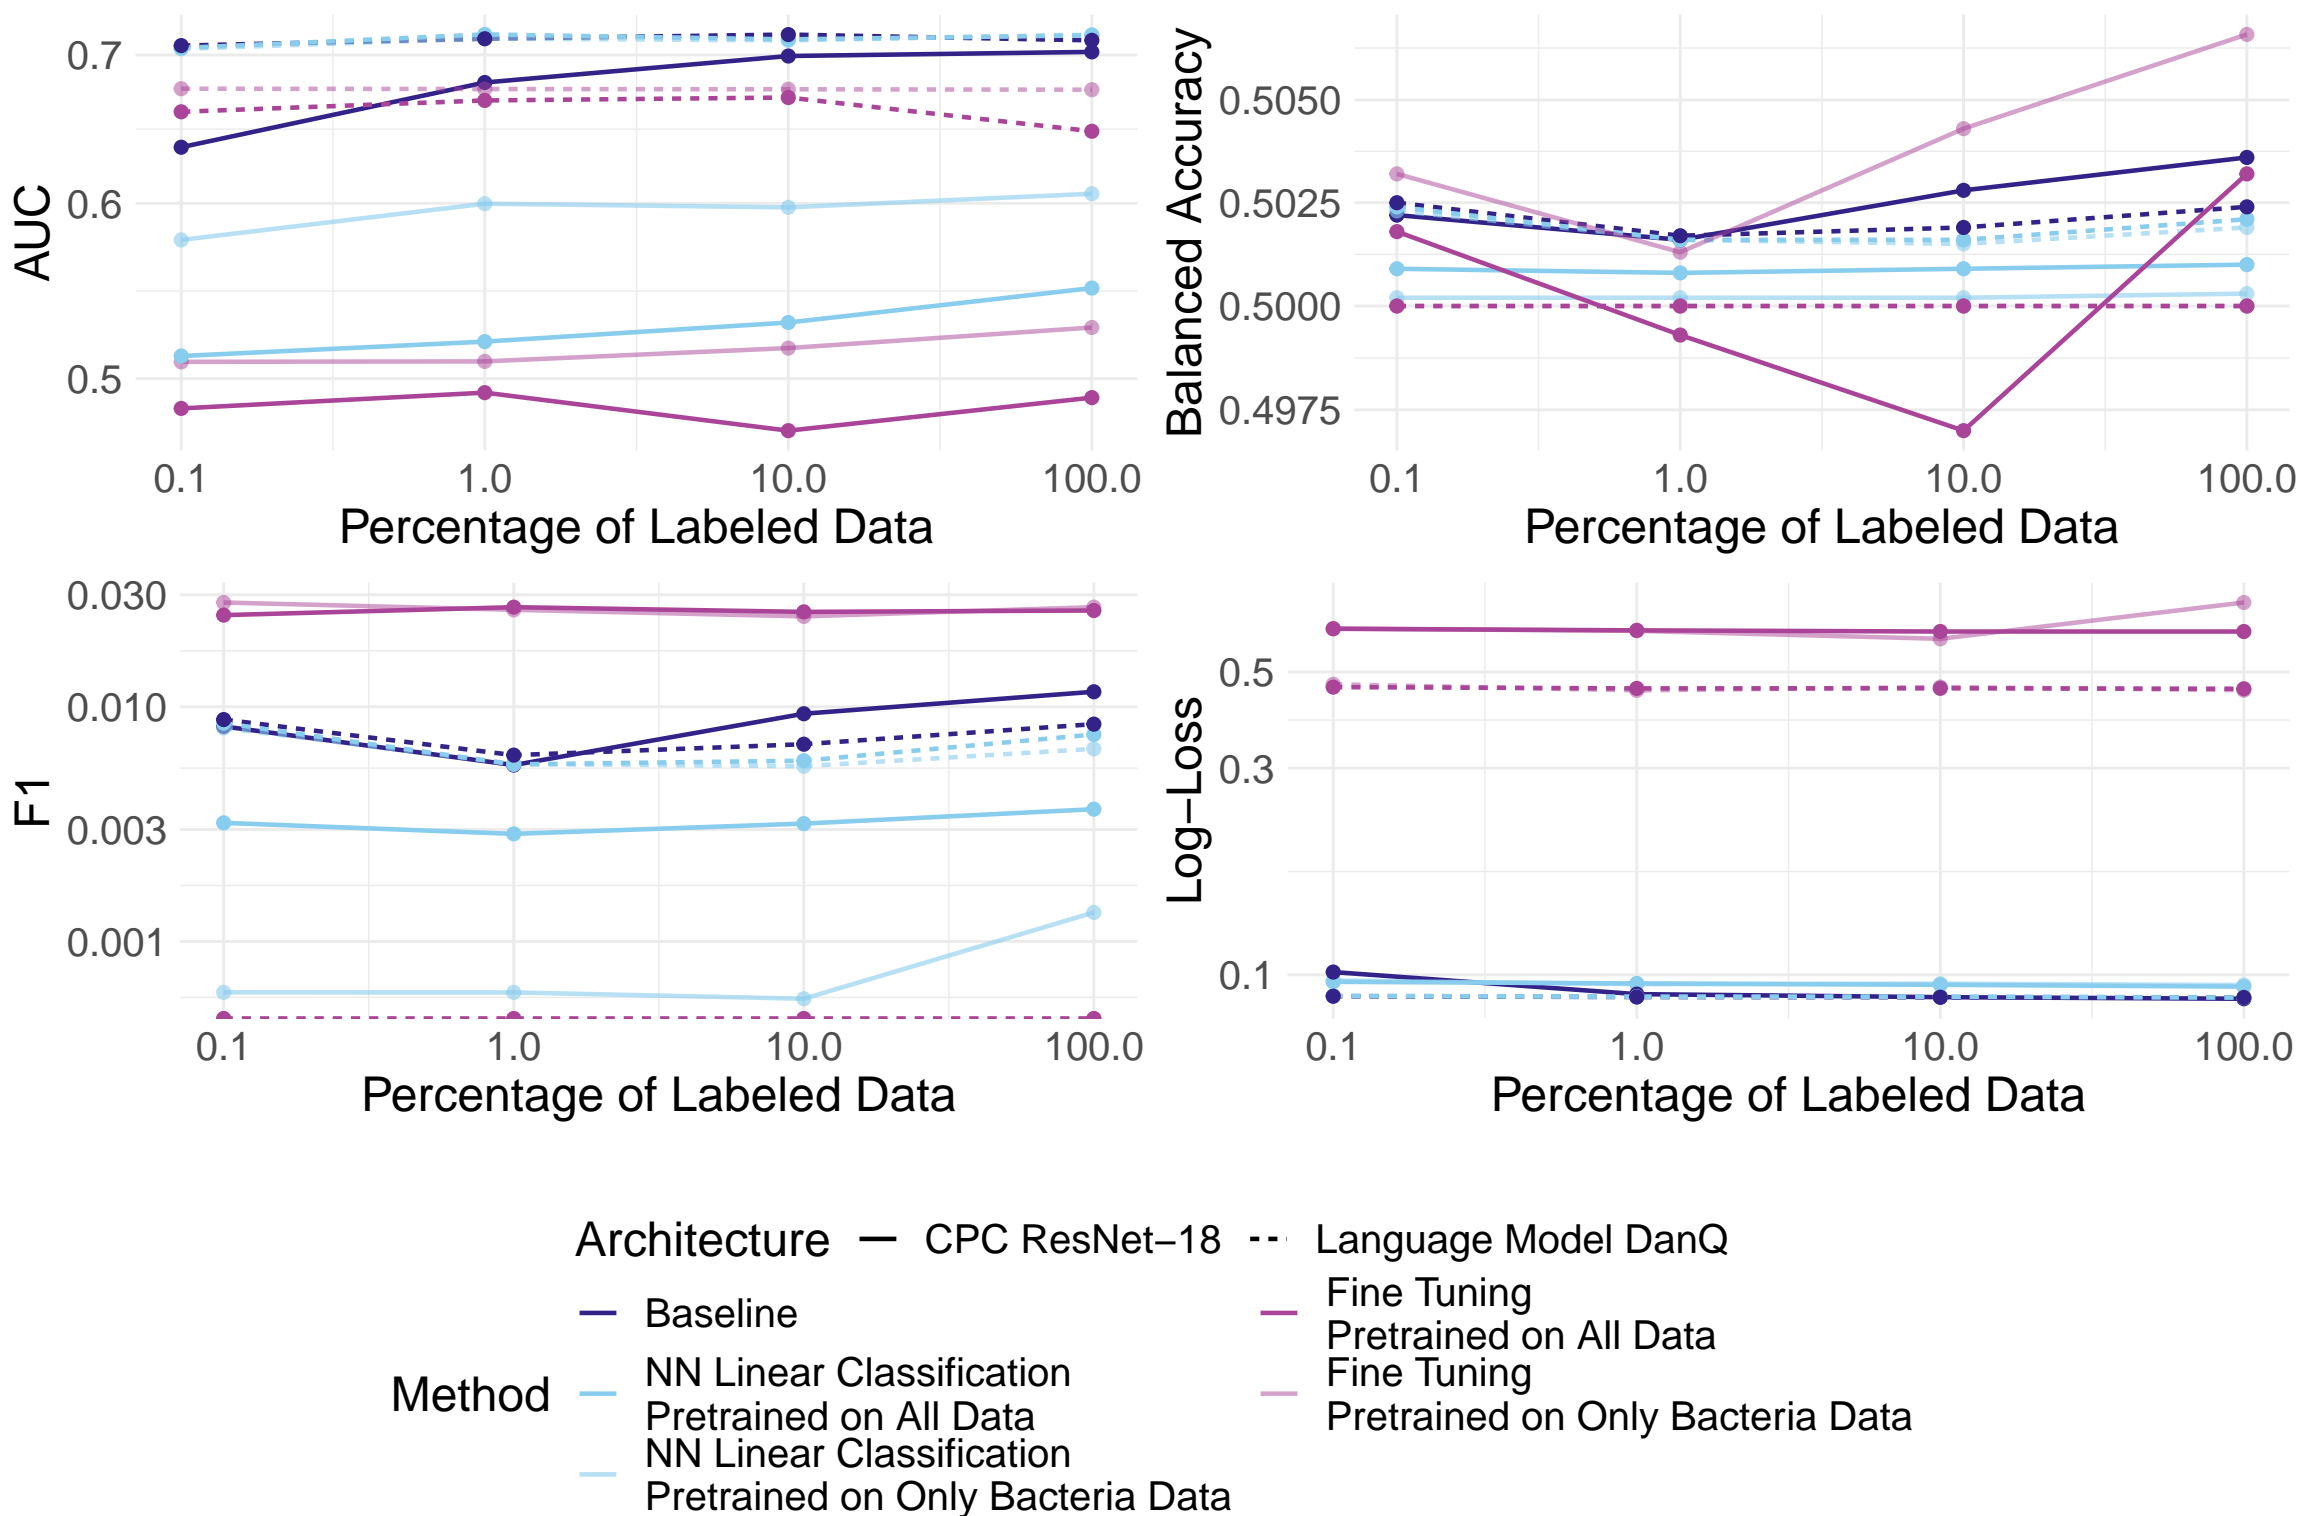 AUC
0.7
0.6
0.5
0.1 1.0 10.0 100.0
Percentage of Labeled Data
Balanced Accuracy
0.5050
0.5025
0.5000
0.4975
0.1 1.0 10.0 100.0
Percentage of Labeled Data
F1
0.030
0.010
0.003
0.001
0.1 1.0 10.0 100.0
Percentage of Labeled Data
Log−Loss
0.5
0.3
0.1
0.1 1.0 10.0 100.0
Percentage of Labeled Data
Architecture CPC ResNet−18 Language Model DanQ
Method
Baseline
NN Linear Classification
Pretrained on All Data
NN Linear Classification
Pretrained on Only Bacteria Data
Fine Tuning
Pretrained on All Data
Fine Tuning
Pretrained on Only Bacteria Data